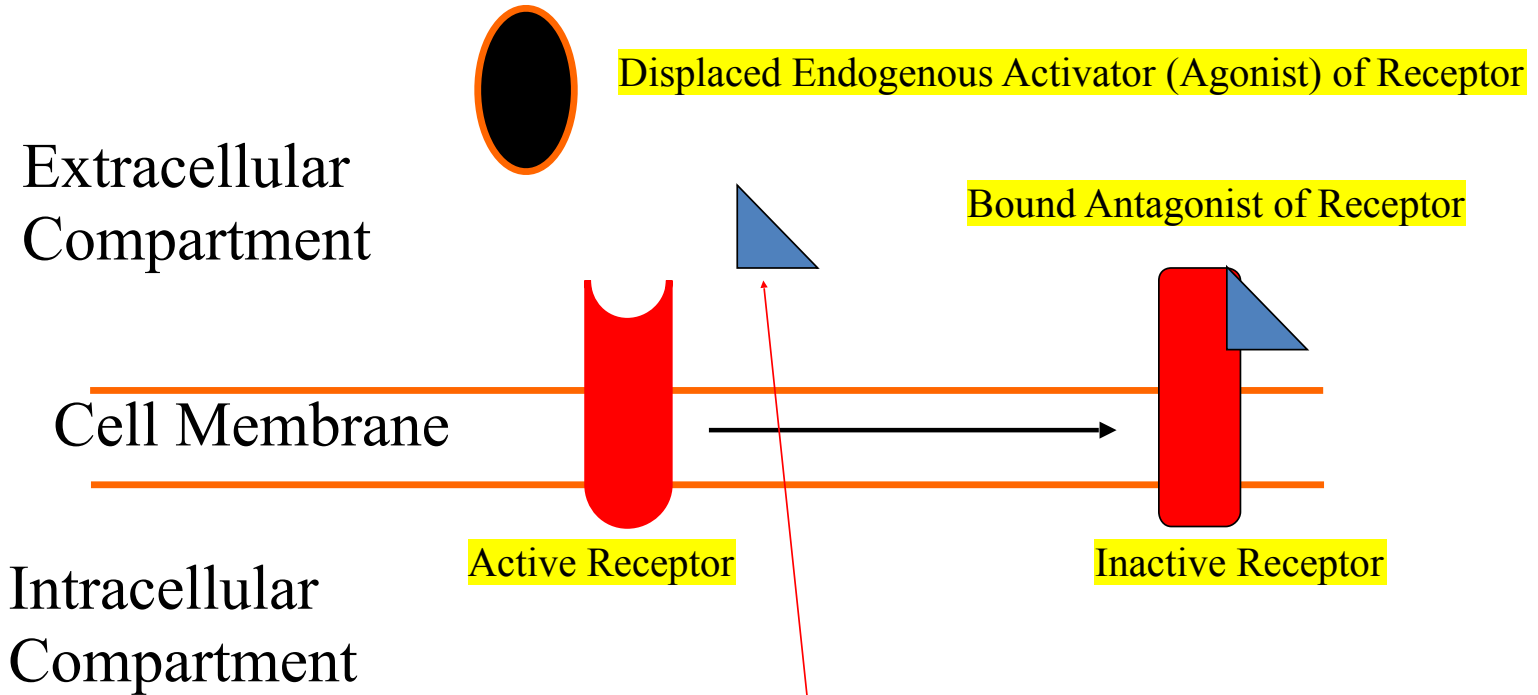 Displaced Endogenous Activator (Agonist) of Receptor
Extracellular
Compartment
Bound Antagonist of Receptor
Cell Membrane
Active Receptor
Inactive Receptor
Intracellular
Compartment